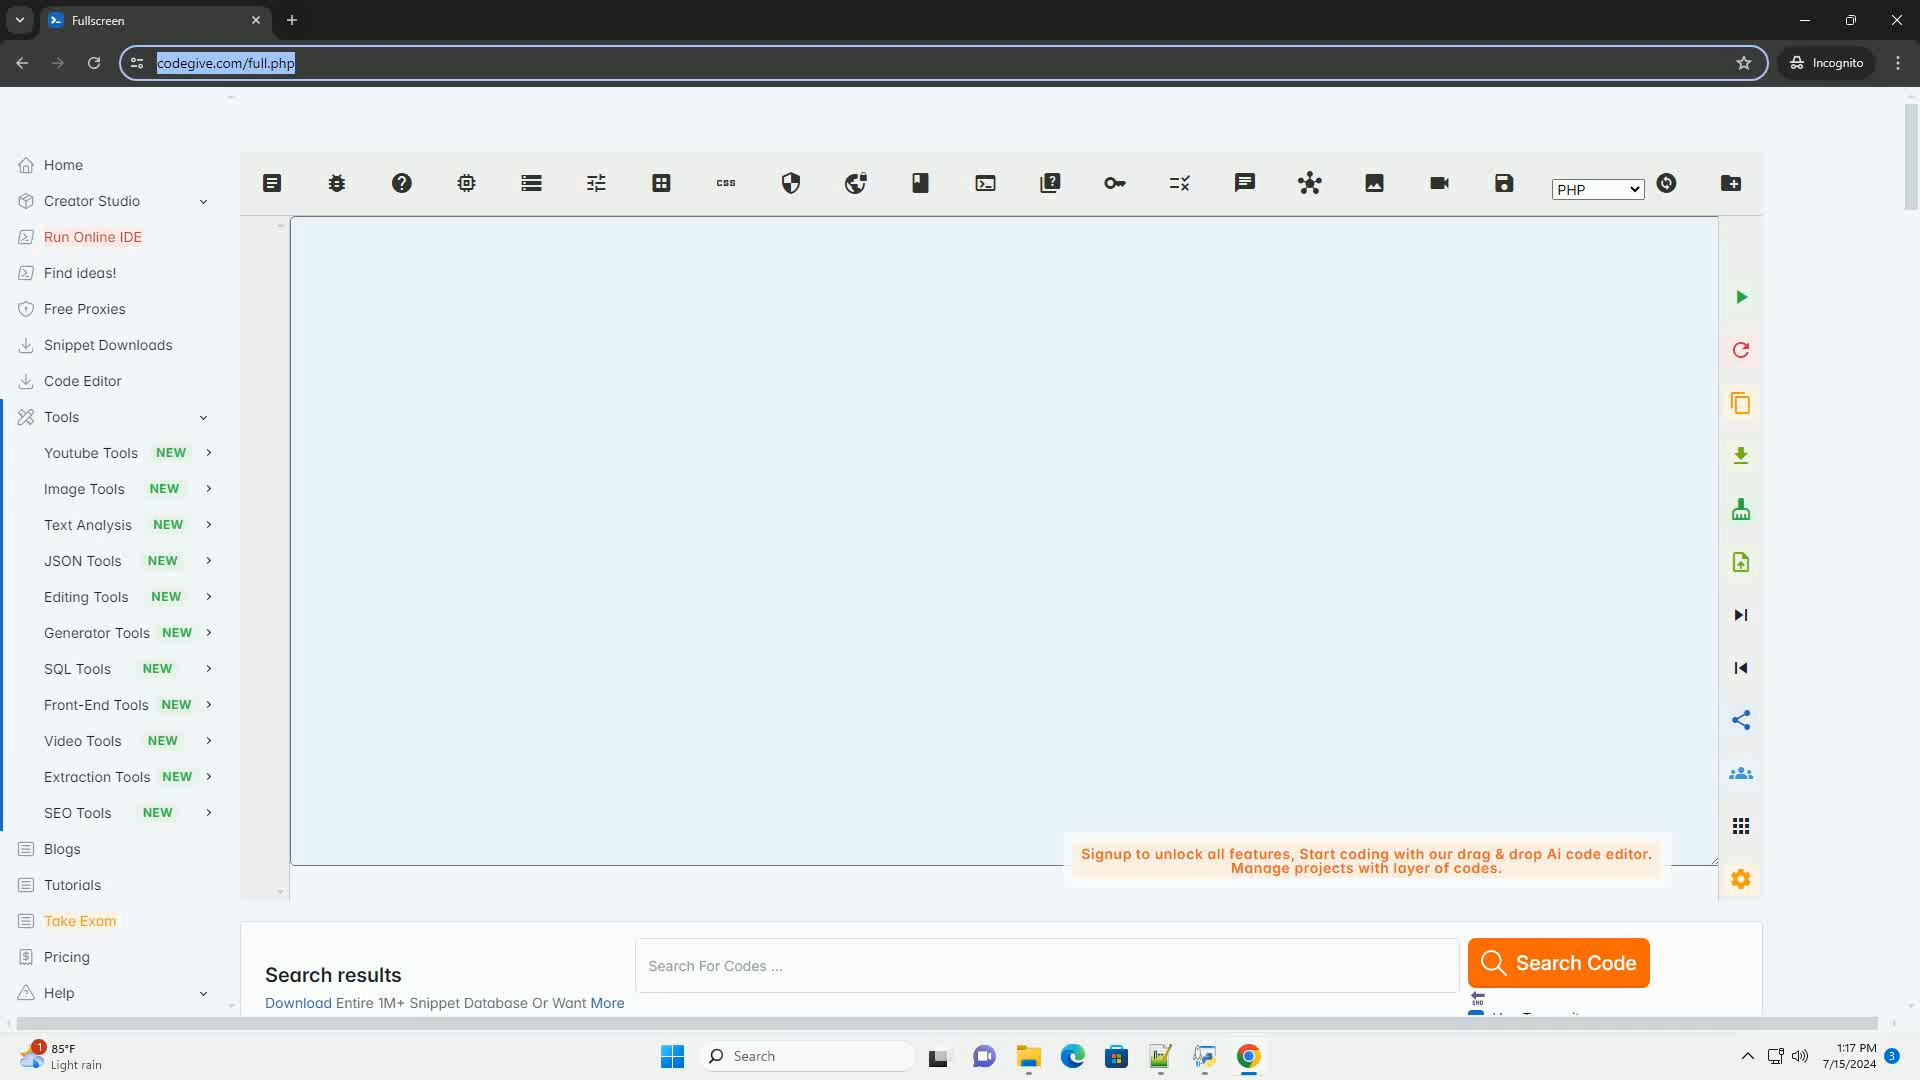 Fullscreen
codegive.com/full.php
Incognito
Home
Creator Studio
Run Online IDE
Find ideas!
Free Proxies
Snippet Downloads
Code Editor
Tools
Youtube Tools NEW
Image Tools NEW
Text Analysis NEW
JSON Tools NEW
Editing Tools NEW
Generator Tools NEW
SQL Tools NEW
Front-End Tools NEW
Video Tools NEW
Extraction Tools NEW
SEO Tools NEW
Blogs
Tutorials
Take Exam
Pricing
Help
css
PHP
Signup to unlock all features, Start coding with our drag & drop Ai code editor.
Manage projects with layer of codes.
Search results
Download Entire 1M+ Snippet Database Or Want More
Search For Codes ...
Search Code
END
1
85°F
Light rain
Search
1:17 PM
7/15/2024
3